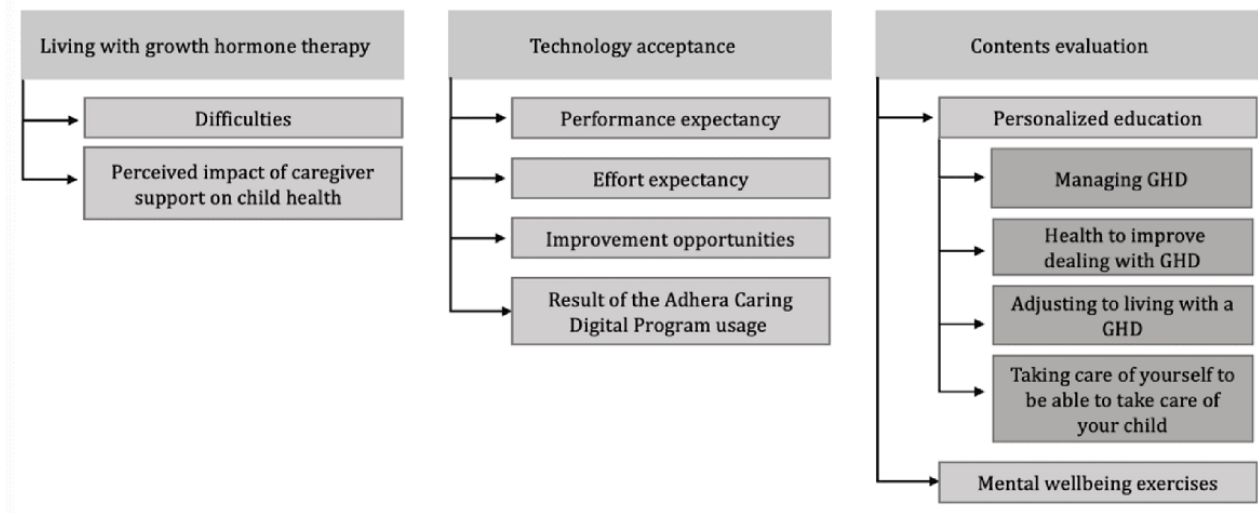 Living with growth hormone therapy
Difficulties
Perceived impact of caregiver
support on child health
Technology acceptance
Performance expectancy
Effort expectancy
Improvement opportunities
Result of the Adhera Caring
Digital Program usage
Contents evaluation
Personalized education
Managing GHD
Health to improve
dealing with GHD
Adjusting to living with a
GHD
Taking care of yourself to
be able to take care of
your child
Mental wellbeing exercises